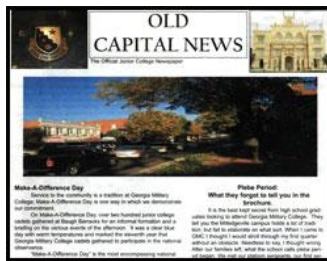 OLD
CAPITAL NEWS
The Official Junior College Newspaper
Make-A-Difference Day
Service to the community is a tradition at Georgia Military
College. Make-A-Difference Day is one way in which we demonstrate
our commitment.
On Make-A-Difference Day, over two hundred junior college
cadets gathered at Baugh Barracks for an informal formation and a
briefing on the various events of the afternoon. It was a clear blue
day with warm temperatures and marked the eleventh year that
Georgia Military College cadets gathered to participate in the national
observance.
"Make-A-Difference Day" is the most encompassing national
Plebe Period:
What they forgot to tell you in the
brochure.
It is the best kept secret from high school grad-
uates looking to attend Georgia Military College. They
tell you the Milledgeville campus holds a lot of tradi-
tion, but fail to elaborate on what such. When I came to
GMC I thought I would stroll through my first quarter
without an obstacle. Needless to say, I thought wrong.
After our families left, what the school calls plebe peri-
od began. We met our platoon sergeants, our first ser-